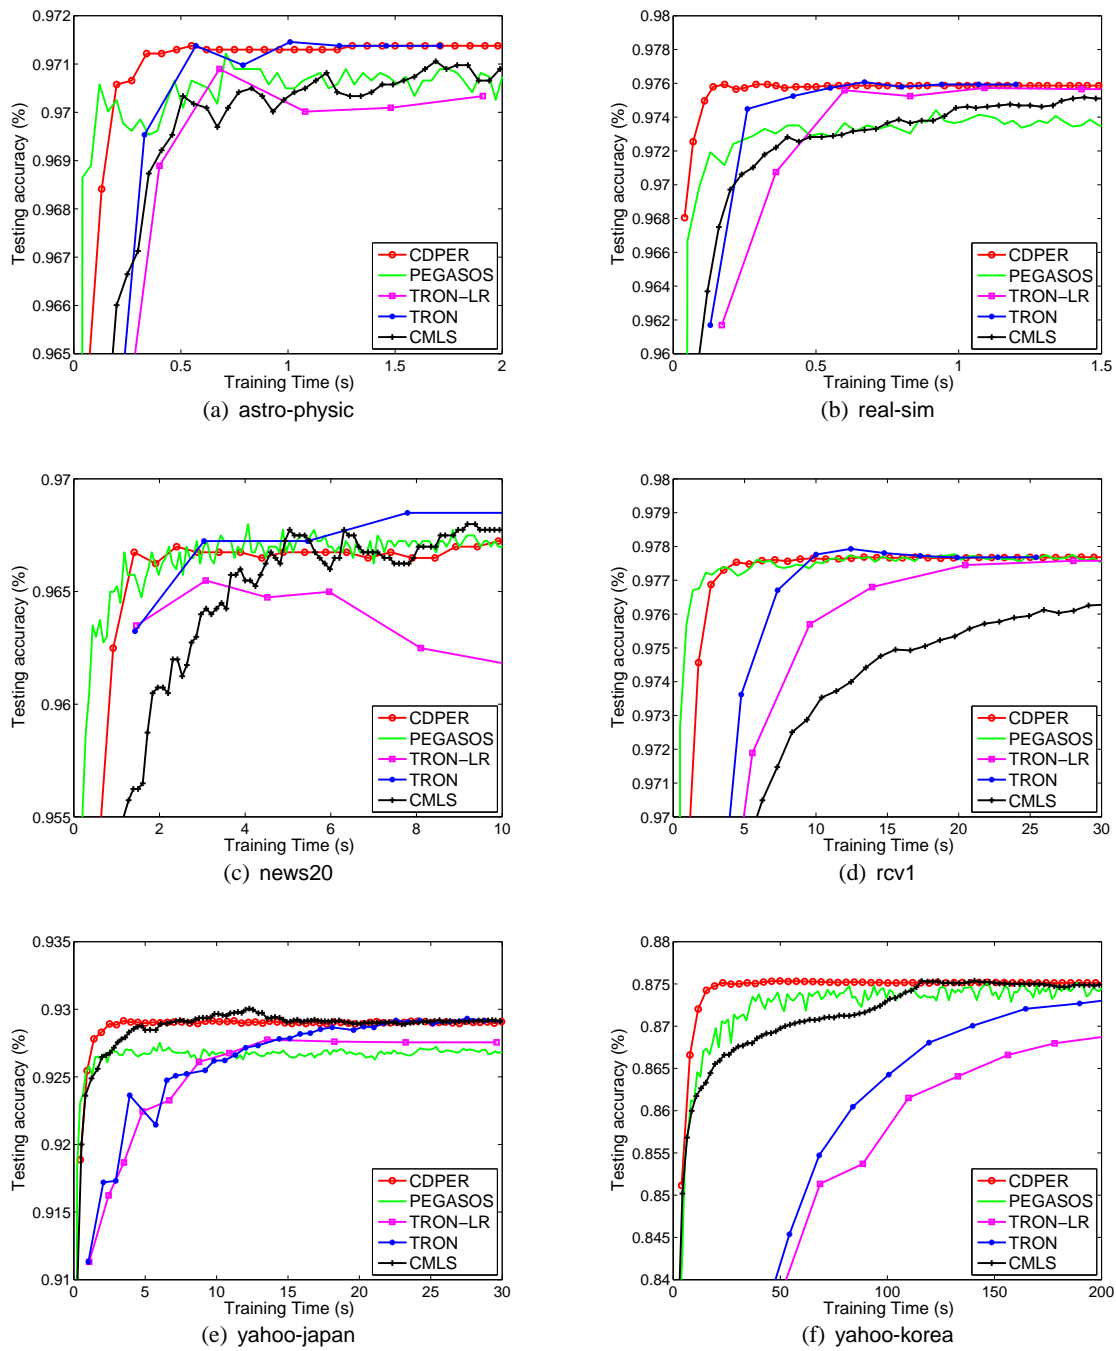 0.972
0.971
0.97
0.969
0.968
0.967
0.966
0.965
0.5
1
1.5
2
Testing accuracy (%)
Training Time (s)
CDPER
PEGASOS
TRON−LR
TRON
CMLS
(a) astro-physic
0.98
0.978
0.976
0.974
0.972
0.97
0.968
0.966
0.964
0.962
0.96
0
0.5
1
1.5
Testing accuracy (%)
Training Time (s)
CDPER
PEGASOS
TRON−LR
TRON
CMLS
(b) real-sim
0.97
0.965
0.96
0.955
0
2
4
6
8
10
Testing accuracy (%)
Training Time (s)
CDPER
PEGASOS
TRON−LR
TRON
CMLS
(c) news20
0.98
0.979
0.978
0.977
0.976
0.975
0.974
0.973
0.972
0.971
0.97
0
5
10
15
20
25
30
Testing accuracy (%)
Training Time (s)
CDPER
PEGASOS
TRON−LR
TRON
CMLS
(d) rcv1
0.935
0.93
0.925
0.92
0.915
0.91
0
5
10
15
20
25
30
Testing accuracy (%)
Training Time (s)
CDPER
PEGASOS
TRON−LR
TRON
CMLS
(e) yahoo-japan
0.88
0.875
0.87
0.865
0.86
0.855
0.85
0.845
0.84
50
100
150
200
Testing accuracy (%)
Training Time (s)
CDPER
PEGASOS
TRON−LR
TRON
CMLS
(f) yahoo-korea